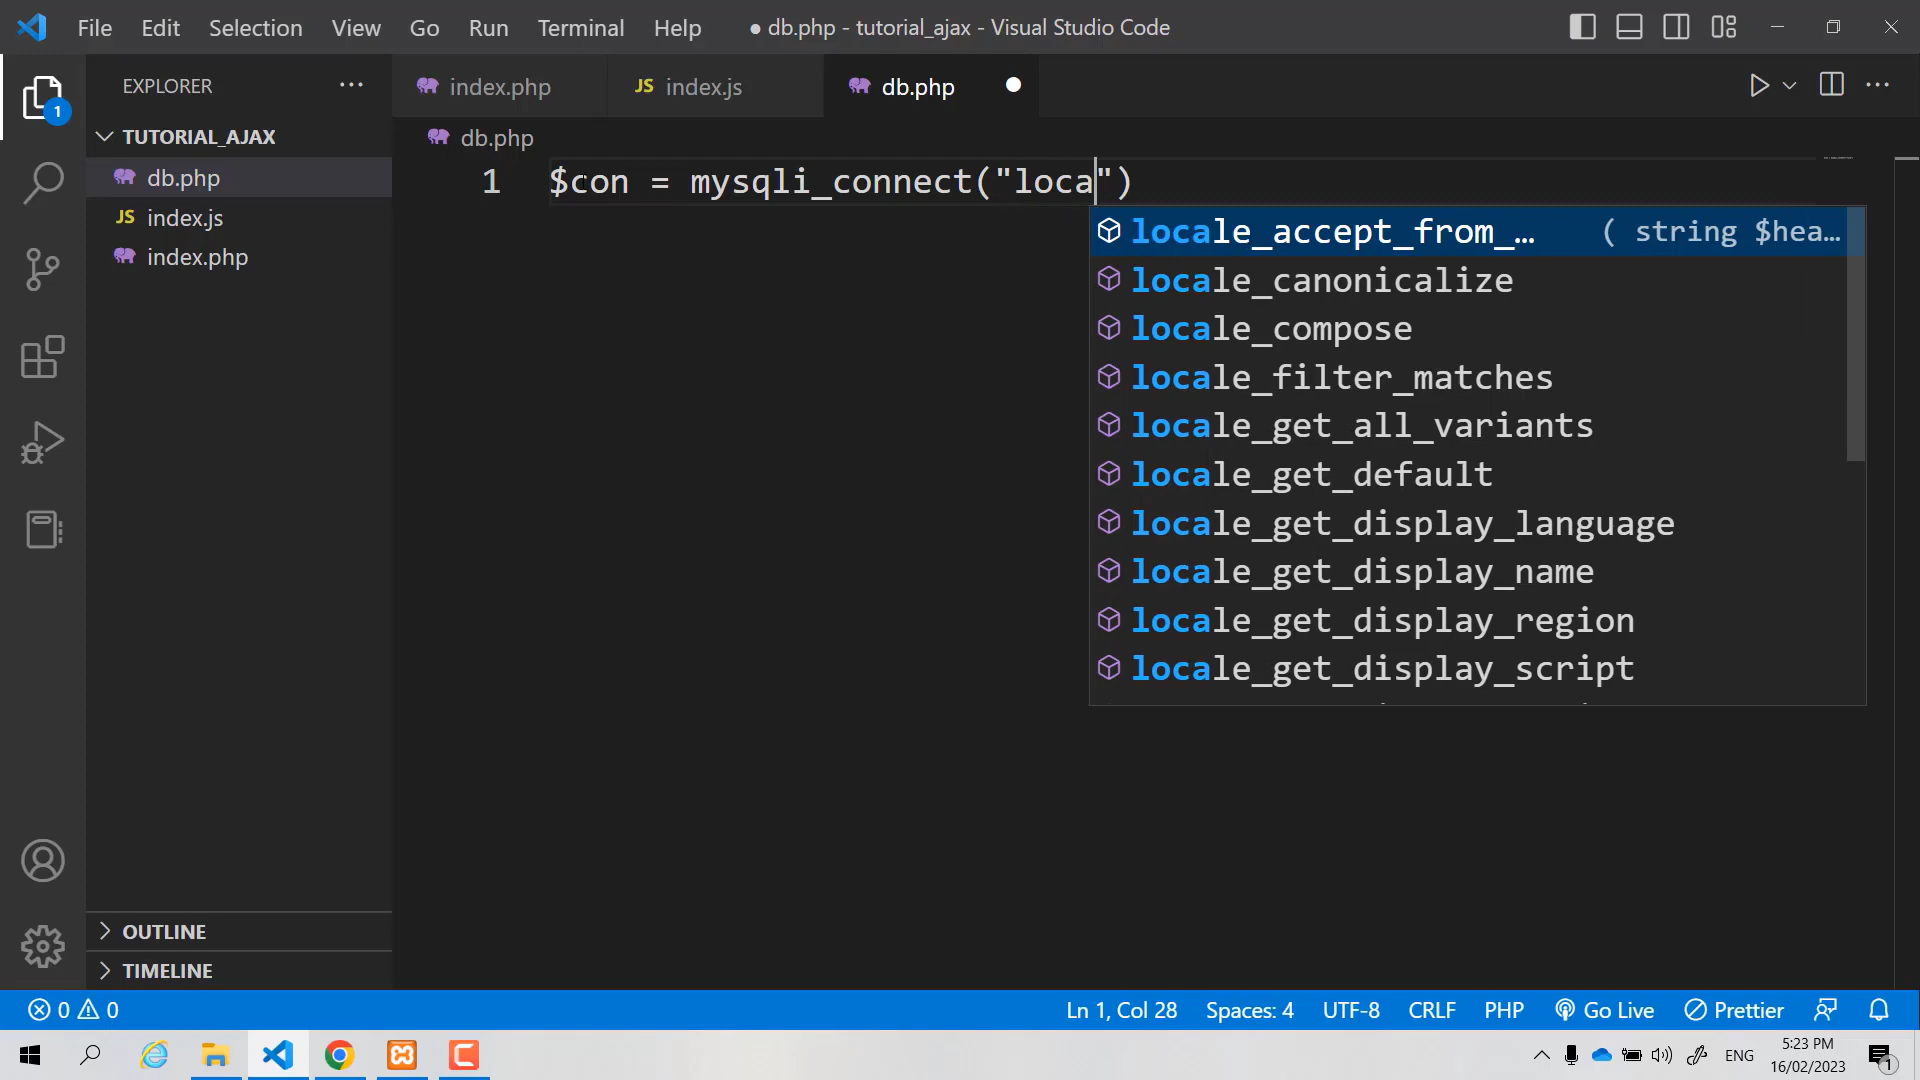 File Edit Selection View Go Run Terminal Help
● db.php - tutorial_ajax - Visual Studio Code
EXPLORER
index.php
JS index.js
db.php
TUTORIAL_AJAX
db.php
db.php
JS index.js
index.php
1
1 $con = mysqli_connect("loca")
locale_accept_from_… ( string $hea…
locale_canonicalize
locale_compose
locale_filter_matches
locale_get_all_variants
locale_get_default
locale_get_display_language
locale_get_display_name
locale_get_display_region
locale_get_display_script
OUTLINE
TIMELINE
0 0
Ln 1, Col 28 Spaces: 4 UTF-8 CRLF PHP Go Live Prettier
ENG
5:23 PM
16/02/2023
1